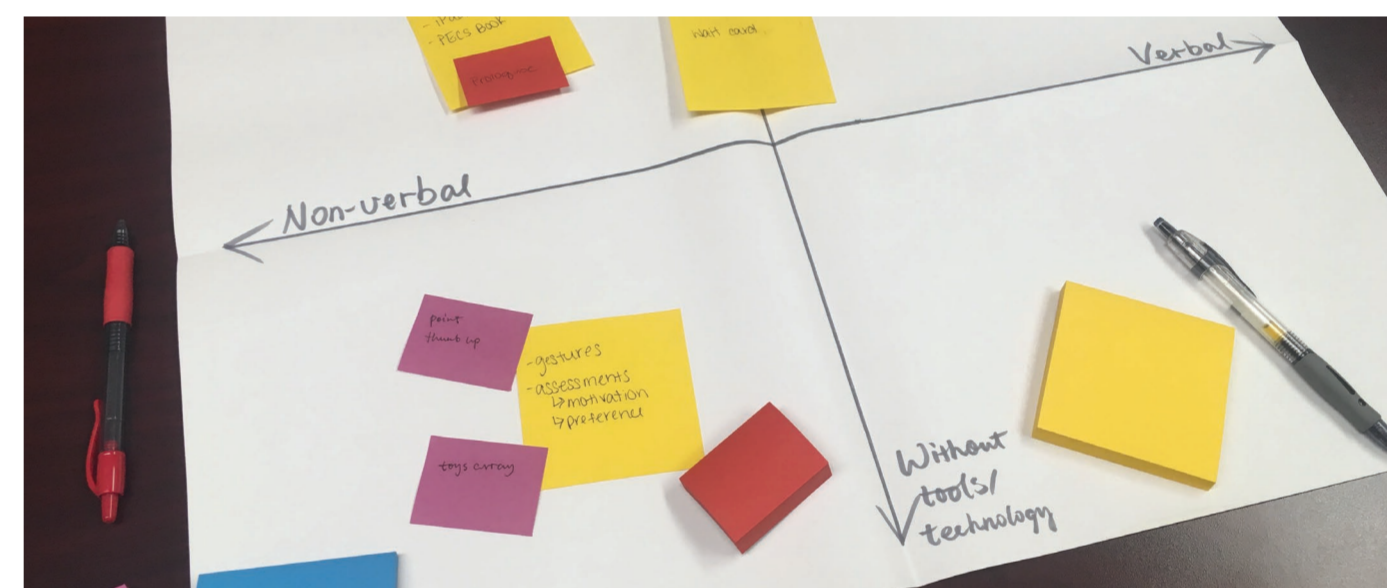 - PECS Book
Verbal
Non-verbal
point
thumb up
-gestures
-assessments
↳motivation
↳preference
toys array
Without
tools/
technology